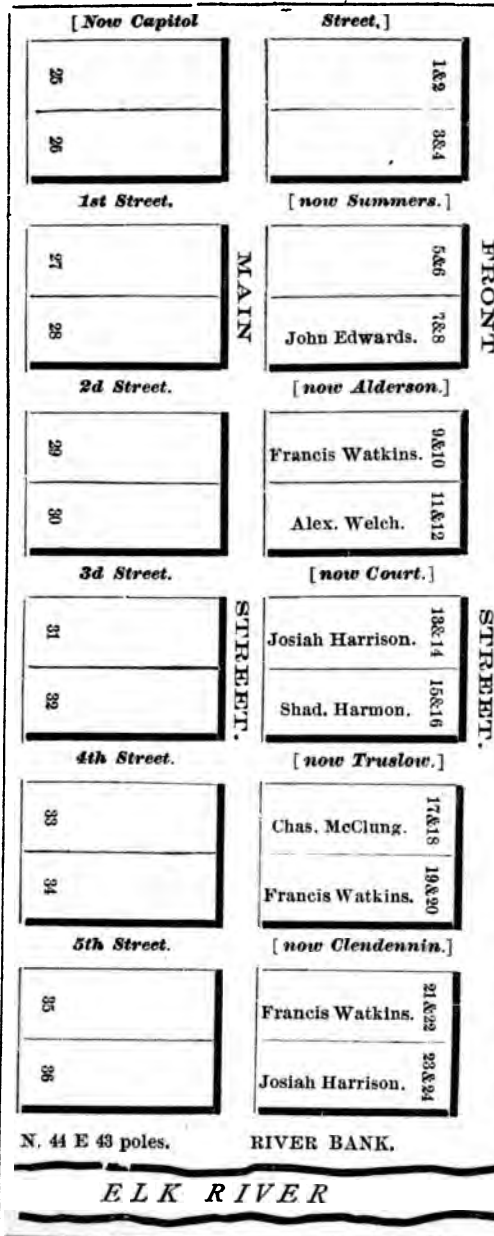 [ Now Capitol Street. ]
25 1&2
26 3&4
1st Street. [ now Summers. ]
27 5&6
28 John Edwards. 7&8
2d Street. [ now Alderson. ]
29 Francis Watkins. 9&10
30 Alex. Welch. 11&12
3d Street. [ now Court. ]
31 Josiah Harrison. 13&14
32 Shad. Harmon. 15&16
4th Street. [ now Truslow. ]
33 Chas. McClung. 17&18
34 Francis Watkins. 19&20
5th Street. [ now Clendennin. ]
35 Francis Watkins. 21&22
36 Josiah Harrison. 23&24
MAIN STREET.
FRONT STREET.
N. 44 E 43 poles. RIVER BANK.
ELK RIVER